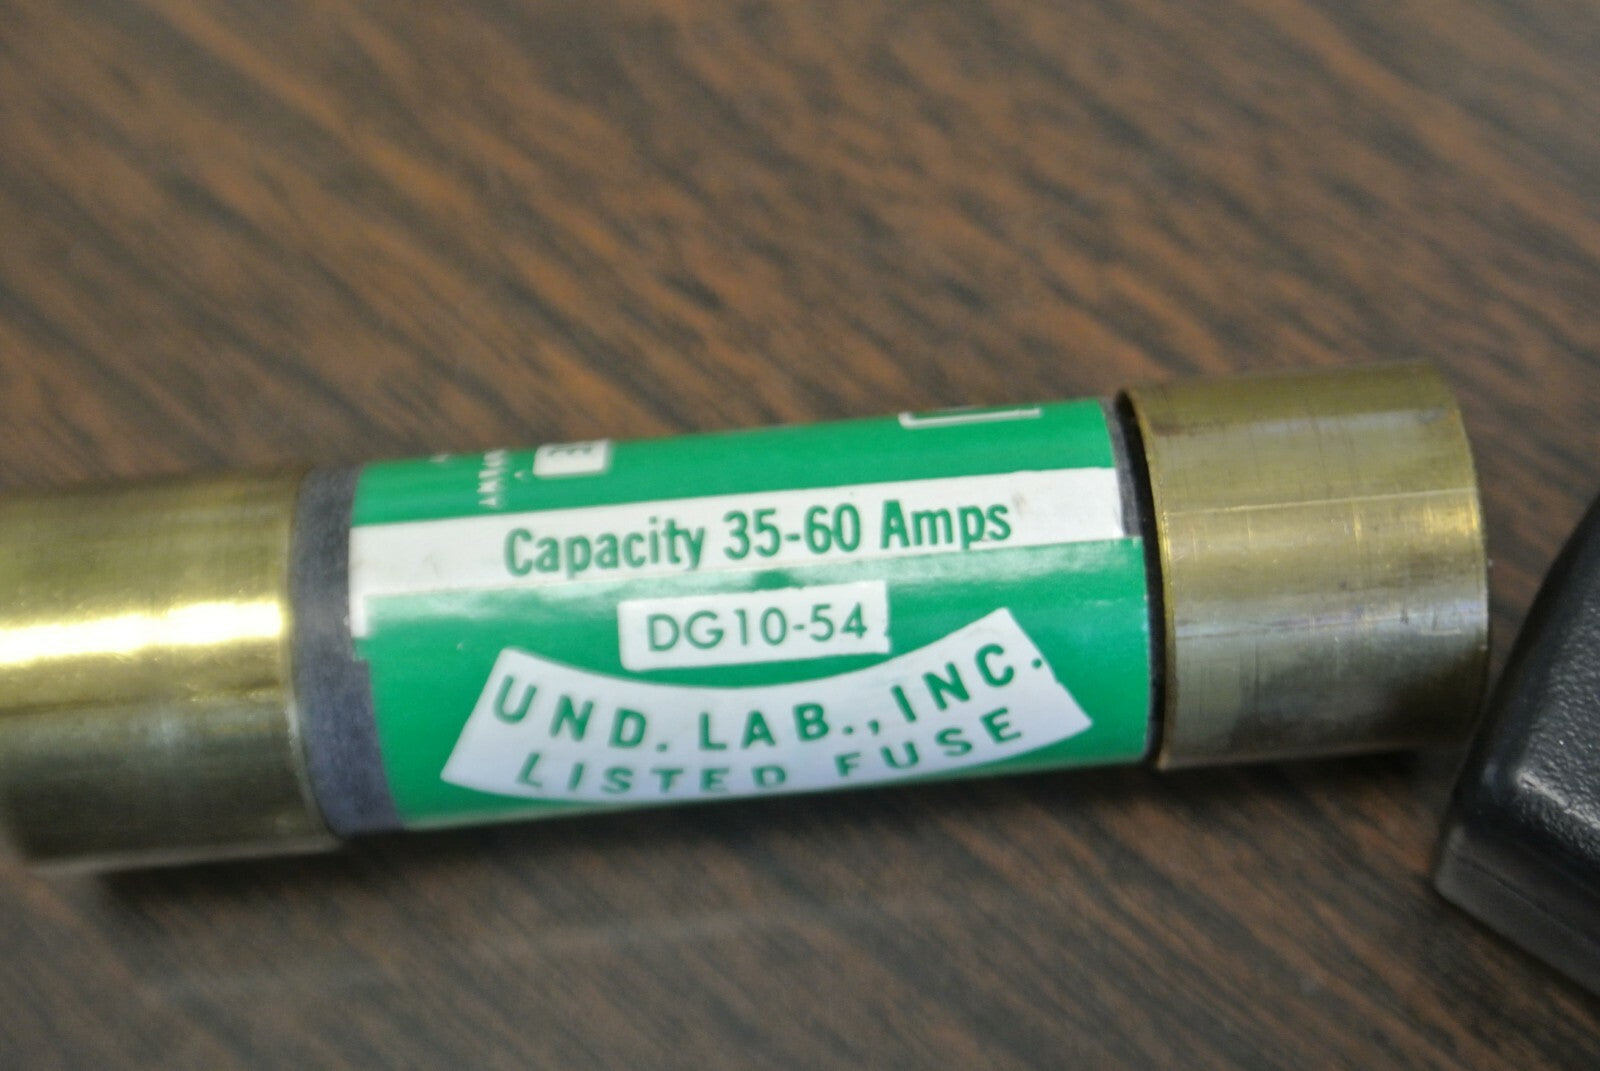 Capacity 35-60 Amps
DG10-54
UND. LAB., INC.
LISTED FUSE